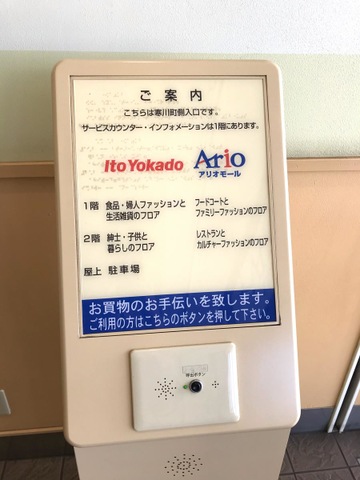 ご案内
こちらは寒川町側入口です。
サービスカウンター・インフォメーションは1階にあります。
Ito Yokado Ario
アリオモール
1階 食品・婦人ファッションと
生活雑貨のフロア
フードコートと
ファミリーファッションのフロア
2階 紳士・子供と
暮らしのフロア
レストランと
カルチャーファッションのフロア
屋上 駐車場
お買物のお手伝いを致します。
ご利用の方はこちらのボタンを押して下さい。
呼出ボタン